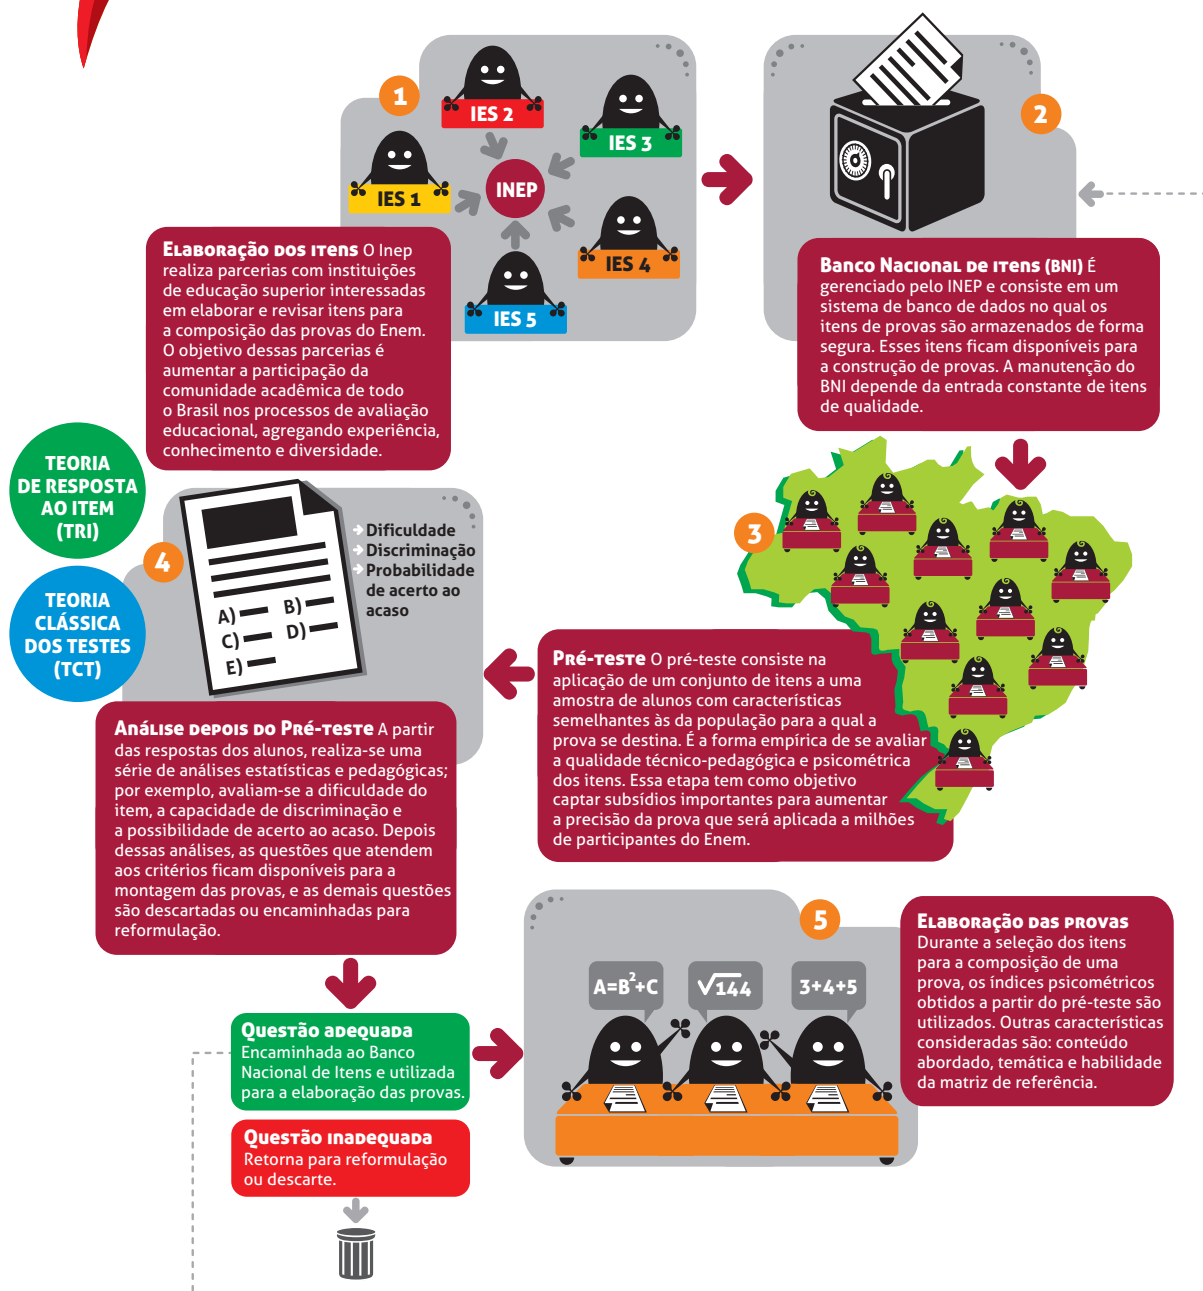 1
IES 2
IES 3
IES 1
INEP
IES 4
IES 5
Elaboração dos itens O Inep
realiza parcerias com instituições
de educação superior interessadas
em elaborar e revisar itens para
a composição das provas do Enem.
O objetivo dessas parcerias é
aumentar a participação da
comunidade acadêmica de todo
o Brasil nos processos de avaliação
educacional, agregando experiência,
conhecimento e diversidade.
2
Banco Nacional de itens (BNI) É
gerenciado pelo INEP e consiste em um
sistema de banco de dados no qual os
itens de provas são armazenados de forma
segura. Esses itens ficam disponíveis para
a construção de provas. A manutenção do
BNI depende da entrada constante de itens
de qualidade.
3
Pré-teste O pré-teste consiste na
aplicação de um conjunto de itens a uma
amostra de alunos com características
semelhantes às da população para a qual a
prova se destina. É a forma empírica de se avaliar
a qualidade técnico-pedagógica e psicométrica
dos itens. Essa etapa tem como objetivo
captar subsídios importantes para aumentar
a precisão da prova que será aplicada a milhões
de participantes do Enem.
TEORIA
DE RESPOSTA
AO ITEM
(TRI)
TEORIA
CLÁSSICA
DOS TESTES
(TCT)
4
A) B)
C) D)
E)
Dificuldade
Discriminação
Probabilidade
de acerto ao
acaso
Análise depois do Pré-teste A partir
das respostas dos alunos, realiza-se uma
série de análises estatísticas e pedagógicas;
por exemplo, avaliam-se a dificuldade do
item, a capacidade de discriminação e
a possibilidade de acerto ao acaso. Depois
dessas análises, as questões que atendem
aos critérios ficam disponíveis para a
montagem das provas, e as demais questões
são descartadas ou encaminhadas para
reformulação.
Questão adequada
Encaminhada ao Banco
Nacional de Itens e utilizada
para a elaboração das provas.
Questão inadequada
Retorna para reformulação
ou descarte.
5
A=B²+C
√144
3+4+5
Elaboração das provas
Durante a seleção dos itens
para a composição de uma
prova, os índices psicométricos
obtidos a partir do pré-teste são
utilizados. Outras características
consideradas são: conteúdo
abordado, temática e habilidade
da matriz de referência.